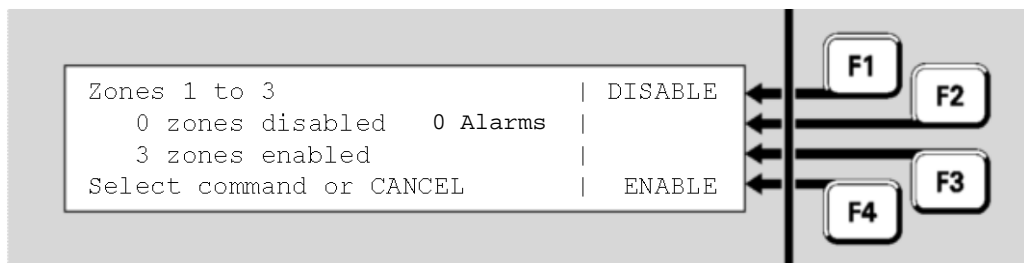 Zones 1 to 3 | DISABLE
0 zones disabled 0 Alarms |
3 zones enabled |
Select command or CANCEL | ENABLE
F1
F2
F3
F4